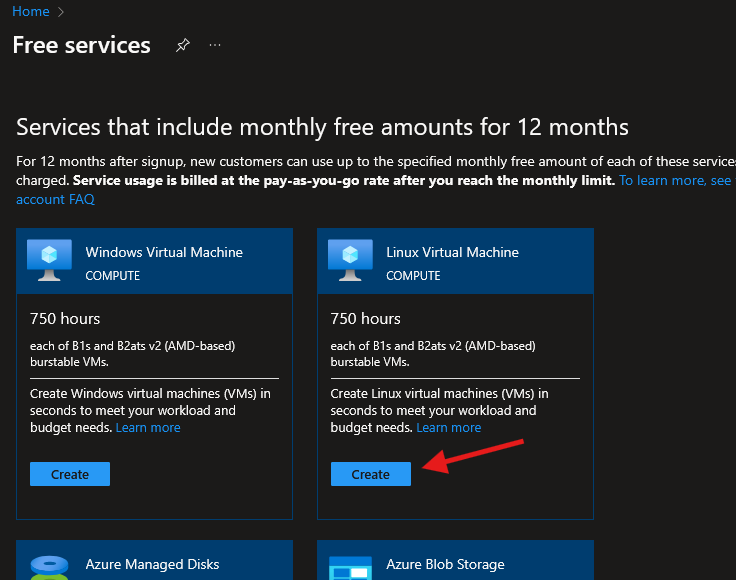 Home >
Free services
Services that include monthly free amounts for 12 months
For 12 months after signup, new customers can use up to the specified monthly free amount of each of these services
charged. Service usage is billed at the pay-as-you-go rate after you reach the monthly limit. To learn more, see
account FAQ
Windows Virtual Machine
COMPUTE
750 hours
each of B1s and B2ats v2 (AMD-based)
burstable VMs.
Create Windows virtual machines (VMs) in
seconds to meet your workload and
budget needs. Learn more
Create
Linux Virtual Machine
COMPUTE
750 hours
each of B1s and B2ats v2 (AMD-based)
burstable VMs.
Create Linux virtual machines (VMs) in
seconds to meet your workload and
budget needs. Learn more
Create
Azure Managed Disks
Azure Blob Storage